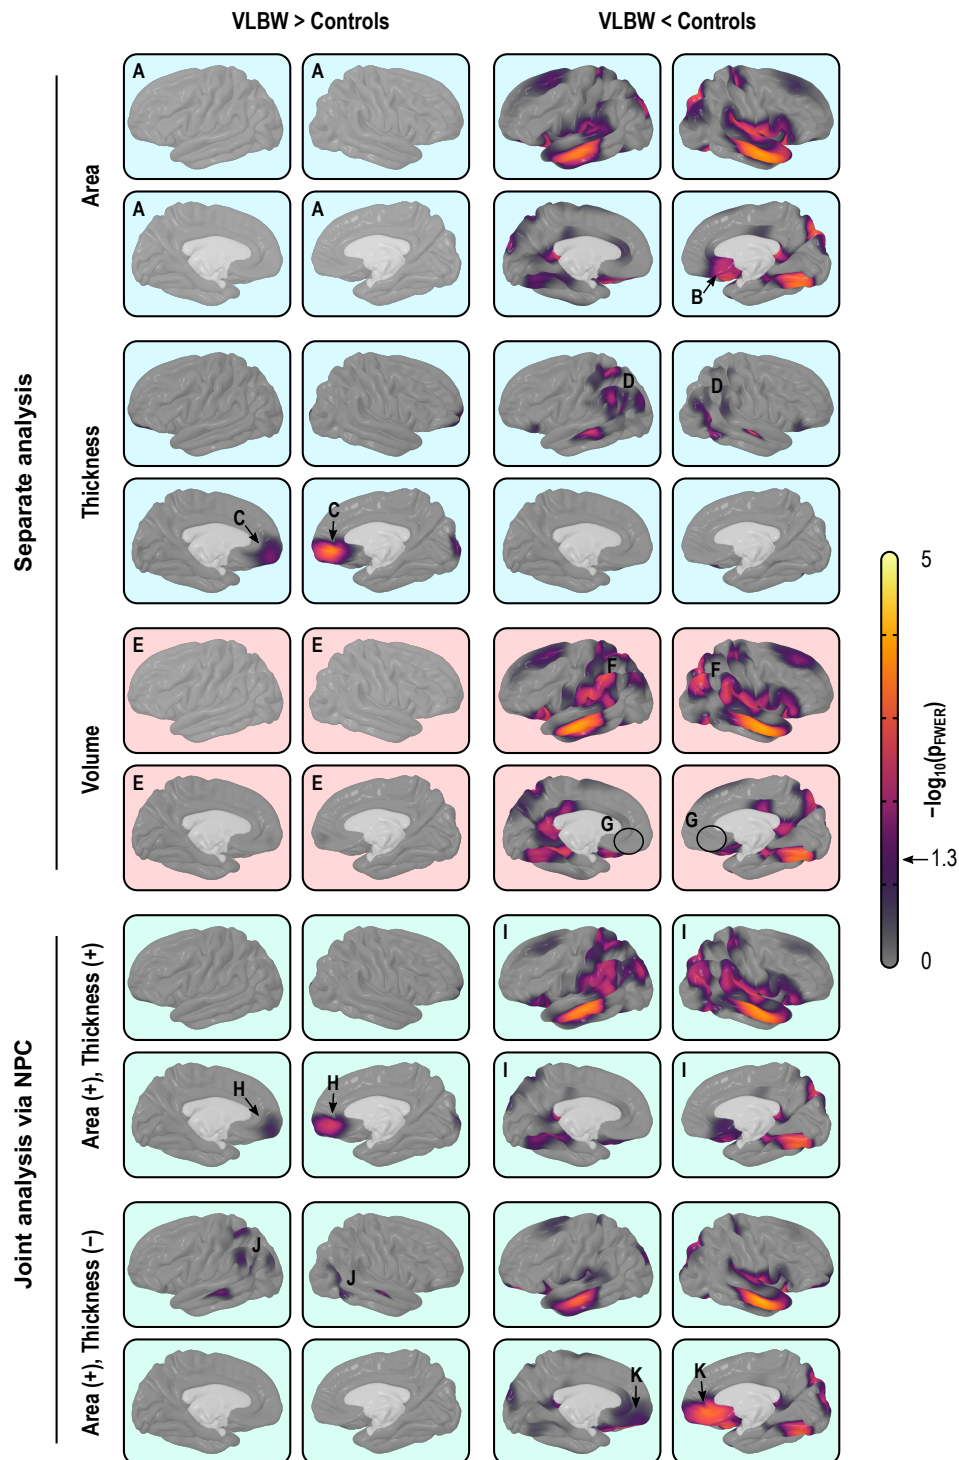 VLBW > Controls
VLBW < Controls
Separate analysis
Area
A
A
A
A
B
Thickness
D
D
C
C
Volume
E
E
F
F
E
E
G
G
5
−log₁₀(pFWER)
1.3
0
Joint analysis via NPC
Area (+), Thickness (+)
I
I
H
H
I
I
Area (+), Thickness (−)
J
J
K
K